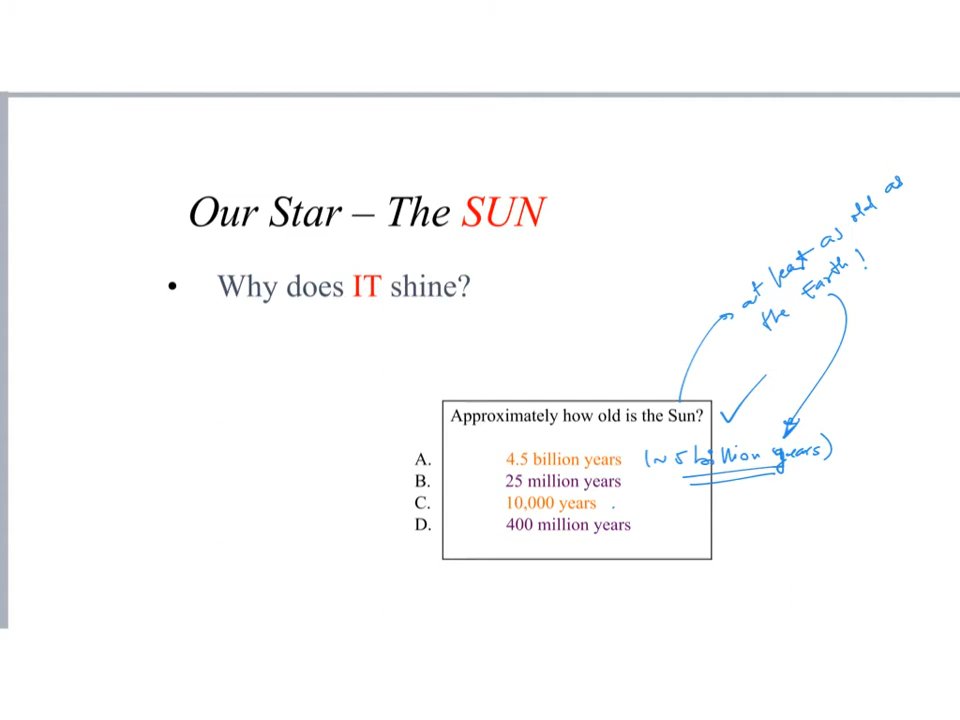 Our Star – The SUN
• Why does IT shine?
at least as old as
the Earth!
Approximately how old is the Sun?
A. 4.5 billion years (~ 5 billion years)
B. 25 million years
C. 10,000 years
D. 400 million years